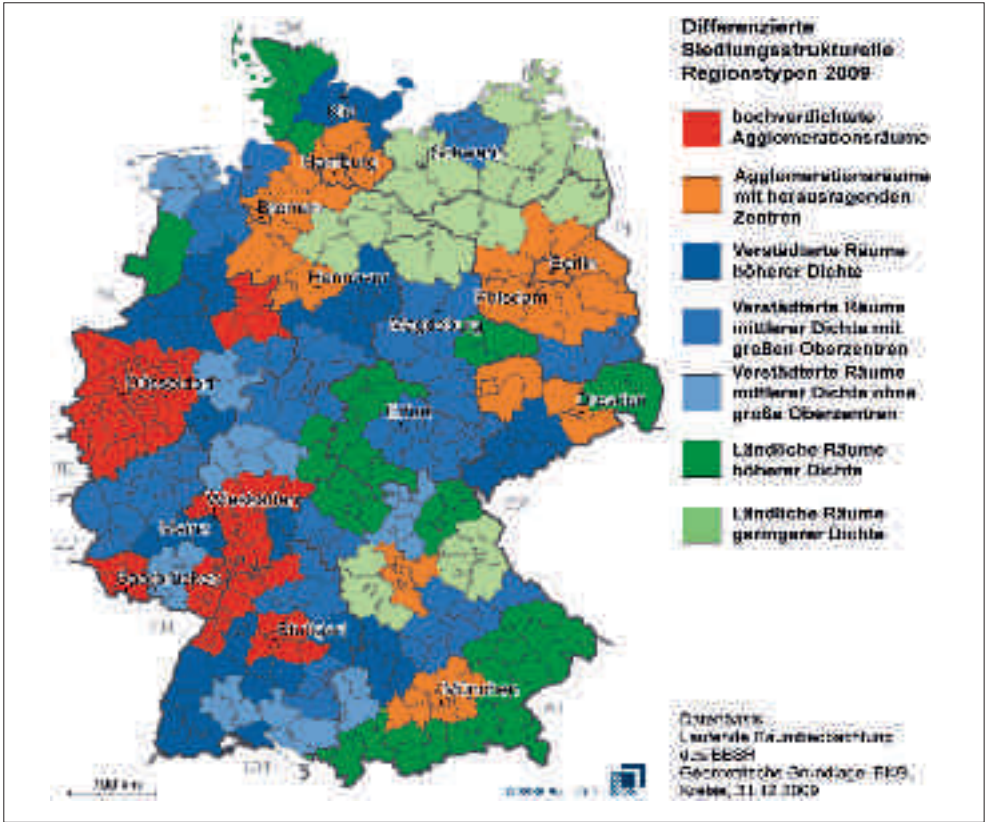 Differenzierte
Siedlungsstrukturelle
Regionstypen 2009
hochverdichtete
Agglomerationsräume
Agglomerationsräume
mit herausragenden
Zentren
Verstädterte Räume
höherer Dichte
Verstädterte Räume
mittlerer Dichte mit
großen Oberzentren
Verstädterte Räume
mittlerer Dichte ohne
große Oberzentren
Ländliche Räume
höherer Dichte
Ländliche Räume
geringerer Dichte
Kiel
Hamburg
Schwerin
Bremen
Berlin
Hannover
Potsdam
Magdeburg
Düsseldorf
Erfurt
Dresden
Wiesbaden
Mainz
Saarbrücken
Stuttgart
München
100 km
Datenbasis
Laufende Raumbeobachtung
des BBSR
Geometrische Grundlage: BKG,
Kreise, 31.12.2009